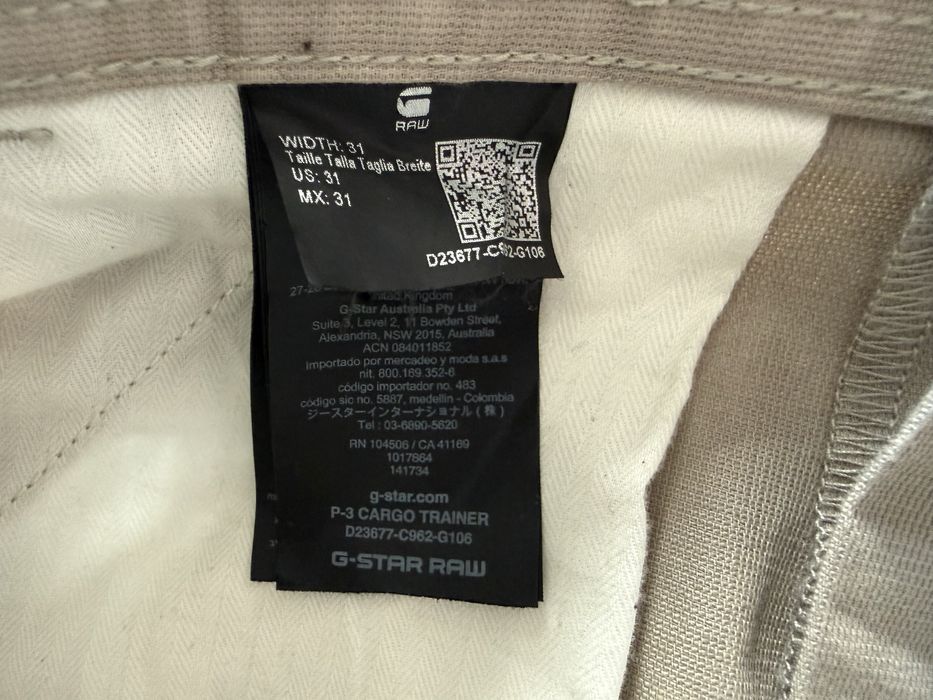 RAW
WIDTH: 31
Taille Talla Taglia Breite
US: 31
MX: 31
D23677-C962-G106
United Kingdom
G-Star Australia Pty Ltd
Suite 3, Level 2, 11 Bowden Street,
Alexandria, NSW 2015, Australia
ACN 084011852
Importado por mercadeo y moda s.a.s
nit. 800.169.352-6
código importador no. 483
código sic no. 5887, medellin - Colombia
ジースターインターナショナル(株)
Tel : 03-6890-5620
RN 104506 / CA 41169
1017864
141734
g-star.com
P-3 CARGO TRAINER
D23677-C962-G106
G-STAR RAW